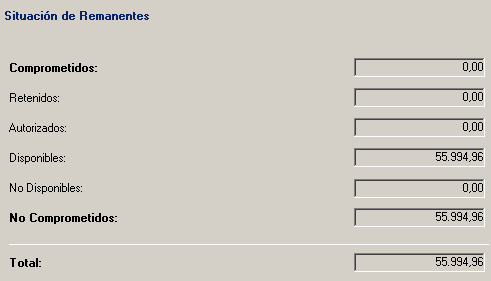 Situación de Remanentes
Comprometidos: 0,00
Retenidos: 0,00
Autorizados: 0,00
Disponibles: 55.994,96
No Disponibles: 0,00
No Comprometidos: 55.994,96
Total: 55.994,96